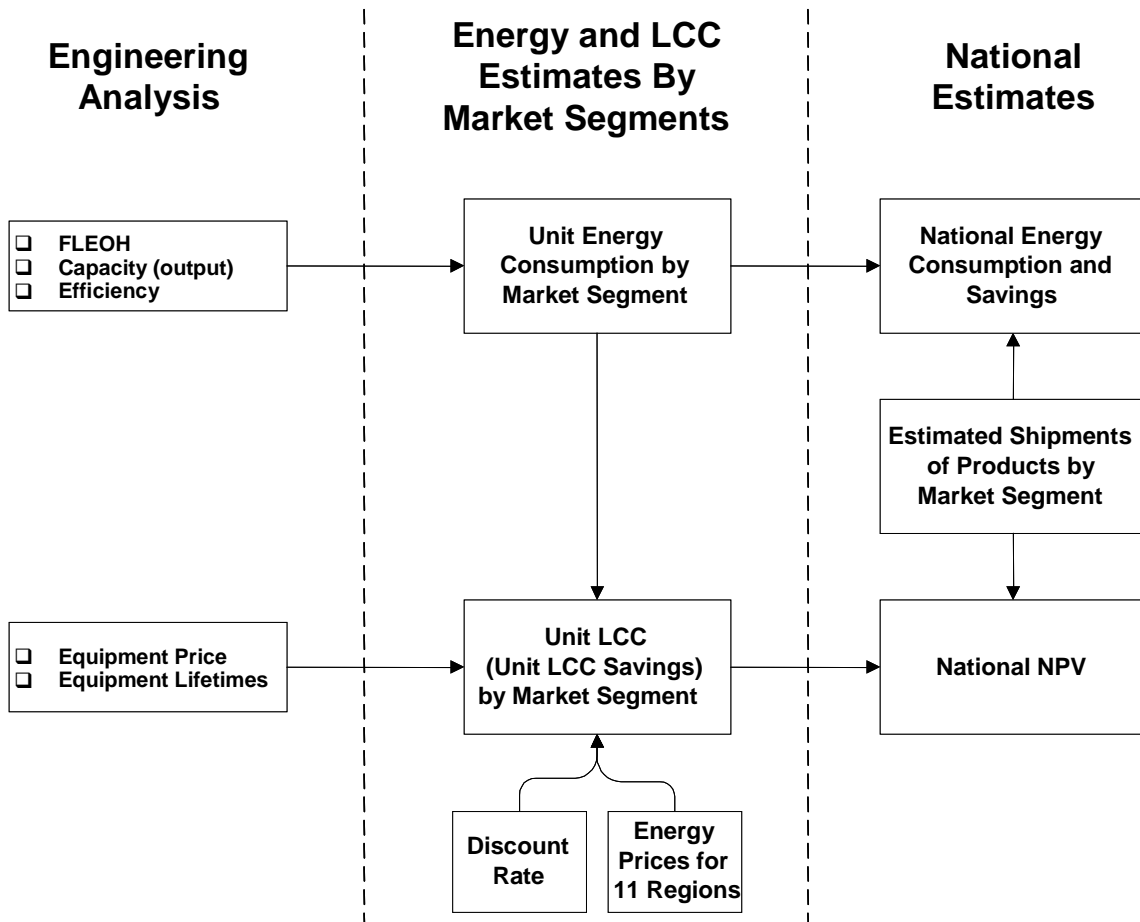 Engineering
Analysis
Energy and LCC
Estimates By
Market Segments
National
Estimates
❑ FLEOH
❑ Capacity (output)
❑ Efficiency
Unit Energy
Consumption by
Market Segment
National Energy
Consumption and
Savings
Estimated Shipments
of Products by
Market Segment
❑ Equipment Price
❑ Equipment Lifetimes
Unit LCC
(Unit LCC Savings)
by Market Segment
National NPV
Discount
Rate
Energy
Prices for
11 Regions